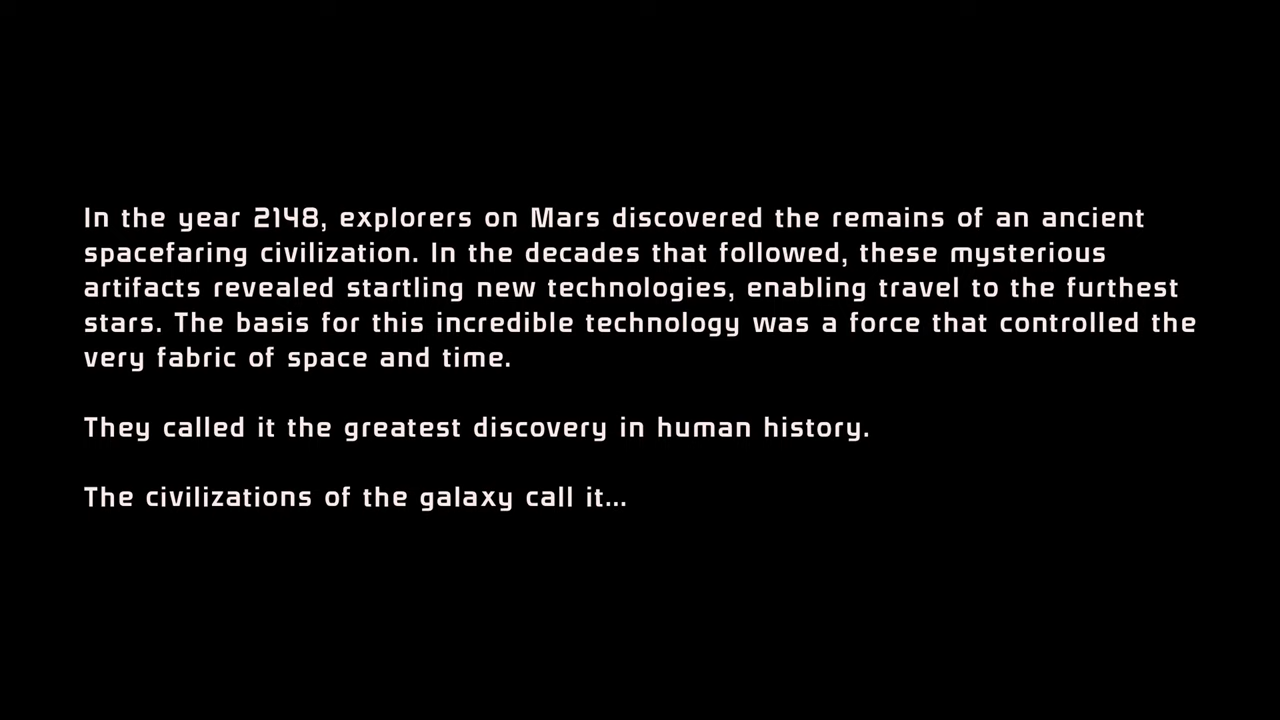 In the year 2148, explorers on Mars discovered the remains of an ancient
spacefaring civilization. In the decades that followed, these mysterious
artifacts revealed startling new technologies, enabling travel to the furthest
stars. The basis for this incredible technology was a force that controlled the
very fabric of space and time.
They called it the greatest discovery in human history.
The civilizations of the galaxy call it...